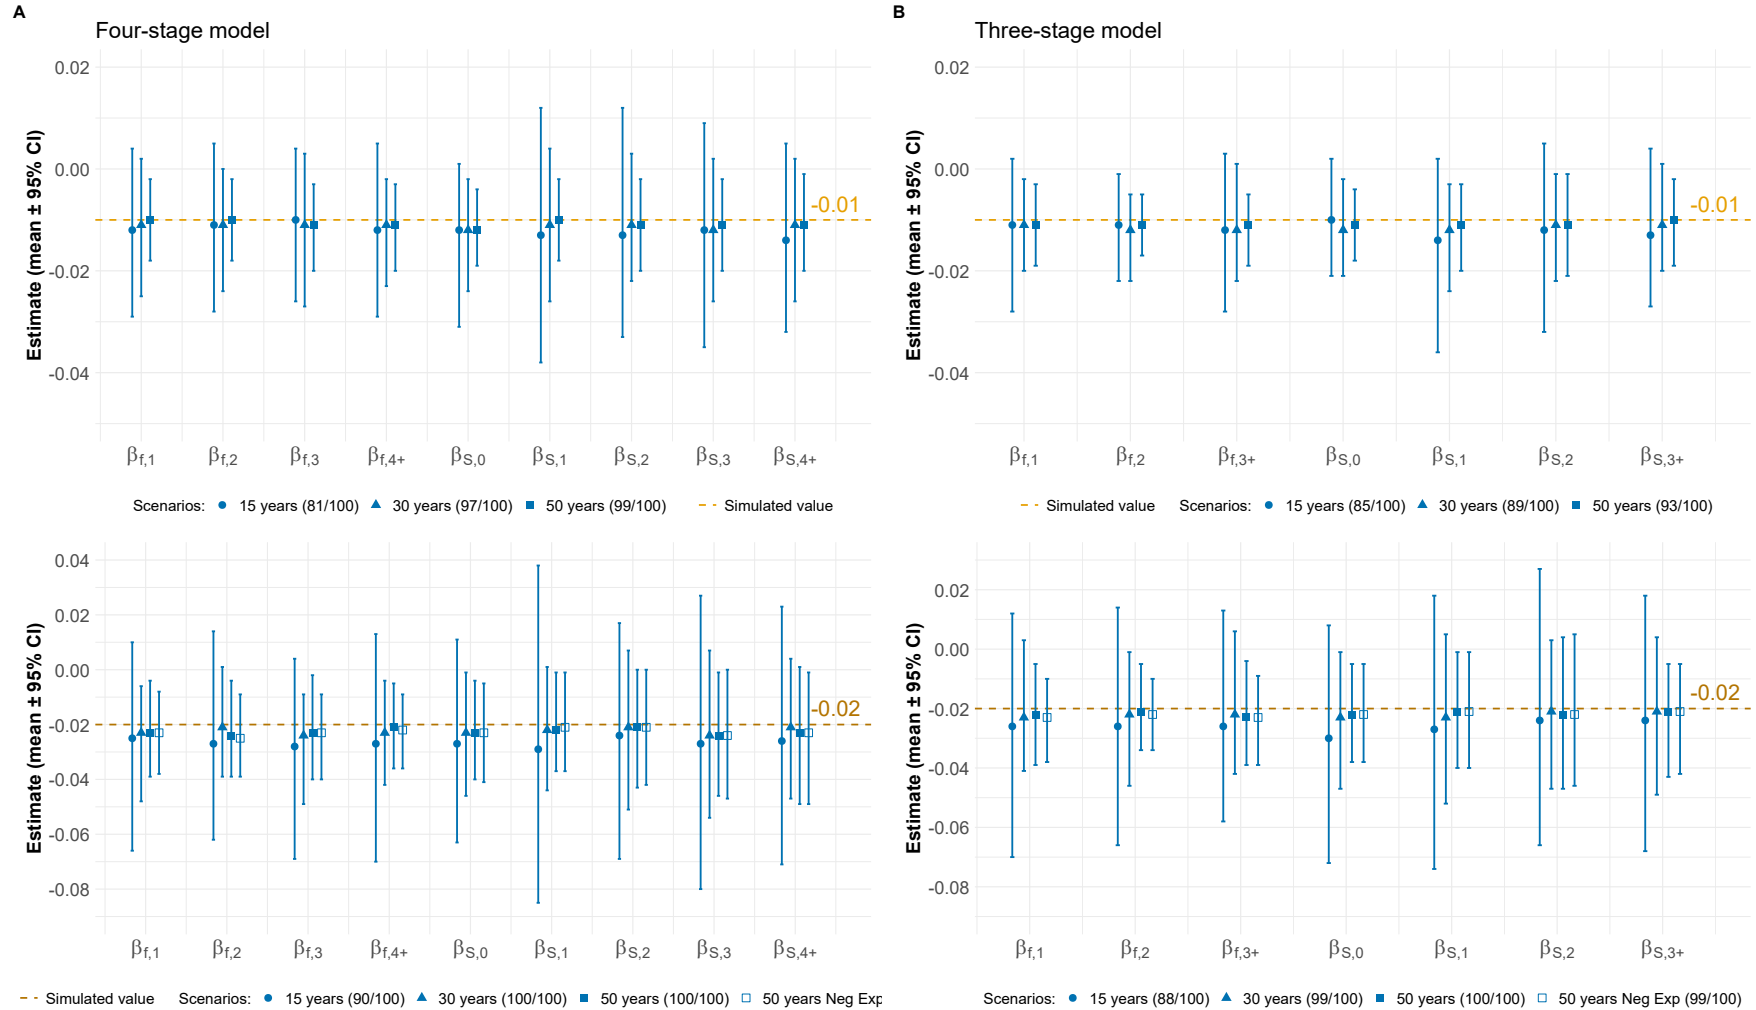 A
Four-stage model
Estimate (mean ± 95% CI)
0.02
0.00
-0.02
-0.04
-0.01
βf,1 βf,2 βf,3 βf,4+ βS,0 βS,1 βS,2 βS,3 βS,4+
Scenarios: 15 years (81/100) 30 years (97/100) 50 years (99/100) Simulated value
B
Three-stage model
Estimate (mean ± 95% CI)
0.02
0.00
-0.02
-0.04
-0.01
βf,1 βf,2 βf,3+ βS,0 βS,1 βS,2 βS,3+
Simulated value Scenarios: 15 years (85/100) 30 years (89/100) 50 years (93/100)
Estimate (mean ± 95% CI)
0.04
0.02
0.00
-0.02
-0.04
-0.06
-0.08
-0.02
βf,1 βf,2 βf,3 βf,4+ βS,0 βS,1 βS,2 βS,3 βS,4+
Simulated value Scenarios: 15 years (90/100) 30 years (100/100) 50 years (100/100) 50 years Neg Exp
Estimate (mean ± 95% CI)
0.02
0.00
-0.02
-0.04
-0.06
-0.08
-0.02
βf,1 βf,2 βf,3+ βS,0 βS,1 βS,2 βS,3+
Scenarios: 15 years (88/100) 30 years (99/100) 50 years (100/100) 50 years Neg Exp (99/100)